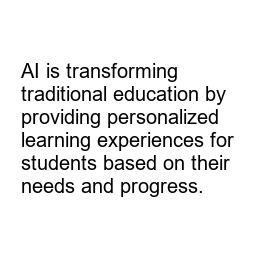 AI is transforming
traditional education by
providing personalized
learning experiences for
students based on their
needs and progress.